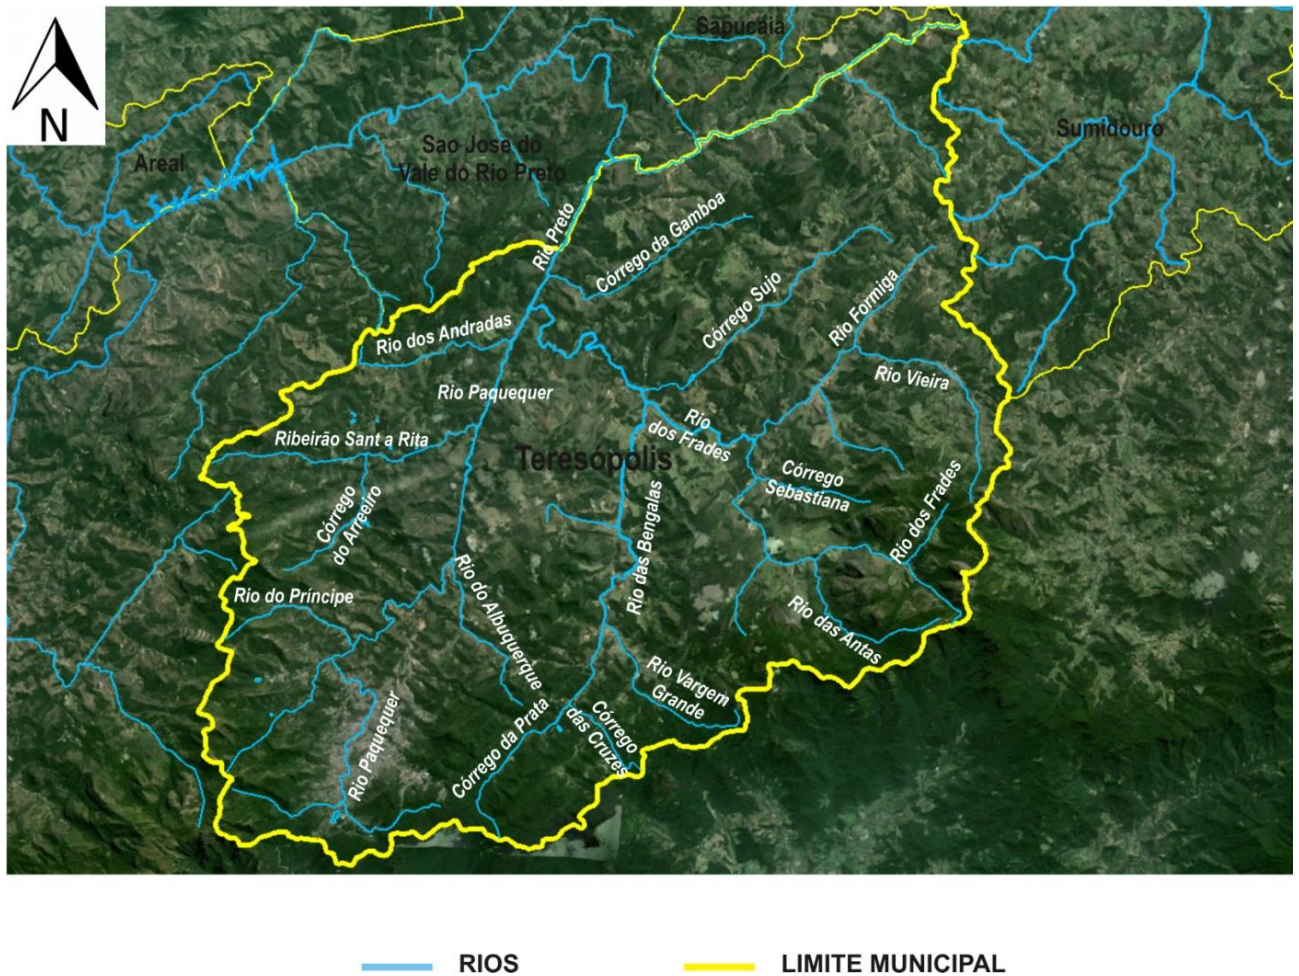 Sapucaia
N
Sumidouro
Areal
Sao Jose do
Vale do Rio Preto
Rio Preto
Córrego da Gamboa
Córrego Sujo
Rio Formiga
Rio dos Andradas
Rio Vieira
Rio Paquequer
Rio
dos Frades
Ribeirão Sant a Rita
Teresópolis
Córrego
Sebastiana
Córrego
do Arreeiro
Rio das Bengalas
Rio dos Frades
Rio do Príncipe
Rio do Albuquerque
Rio das Antas
Rio Vargem
Grande
Rio Paquequer
Córrego da Prata
Córrego
das Cruzes
RIOS
LIMITE MUNICIPAL